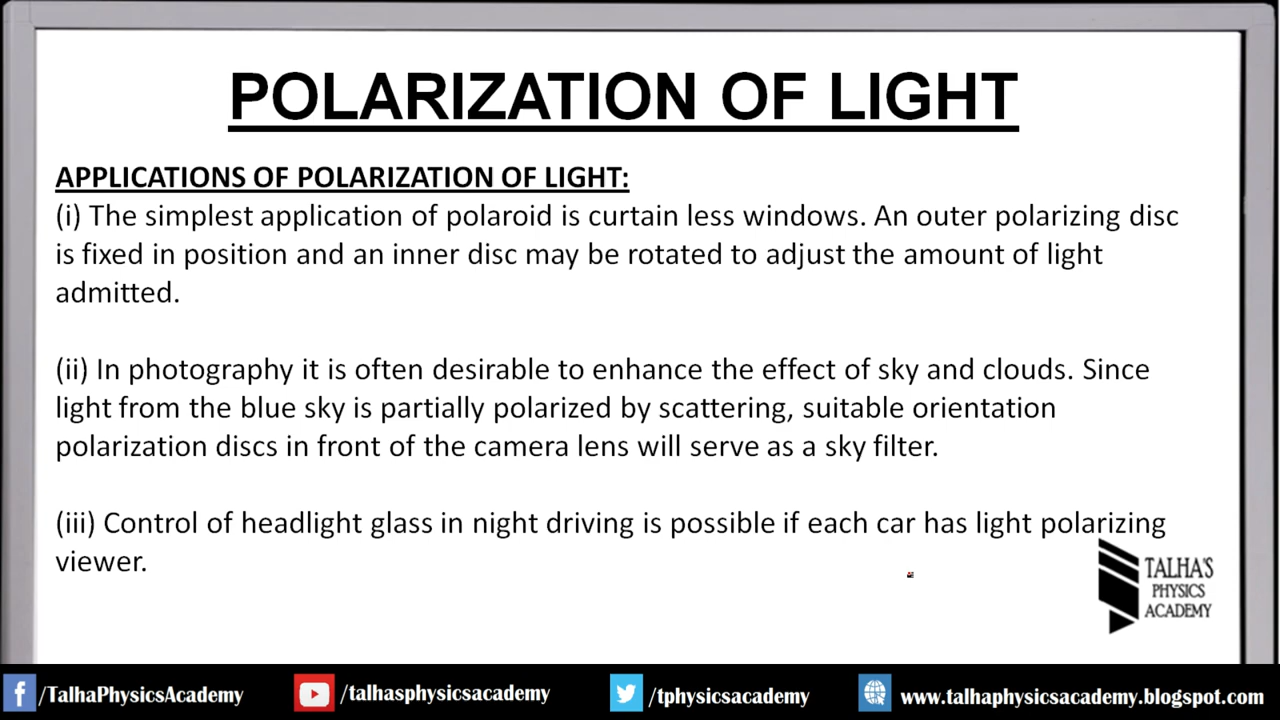 POLARIZATION OF LIGHT
APPLICATIONS OF POLARIZATION OF LIGHT:
(i) The simplest application of polaroid is curtain less windows. An outer polarizing disc
is fixed in position and an inner disc may be rotated to adjust the amount of light
admitted.
(ii) In photography it is often desirable to enhance the effect of sky and clouds. Since
light from the blue sky is partially polarized by scattering, suitable orientation
polarization discs in front of the camera lens will serve as a sky filter.
(iii) Control of headlight glass in night driving is possible if each car has light polarizing
viewer.
TALHA'S
PHYSICS
ACADEMY
/TalhaPhysicsAcademy
/talhasphysicsacademy
/tphysicsacademy
www.talhaphysicsacademy.blogspot.com